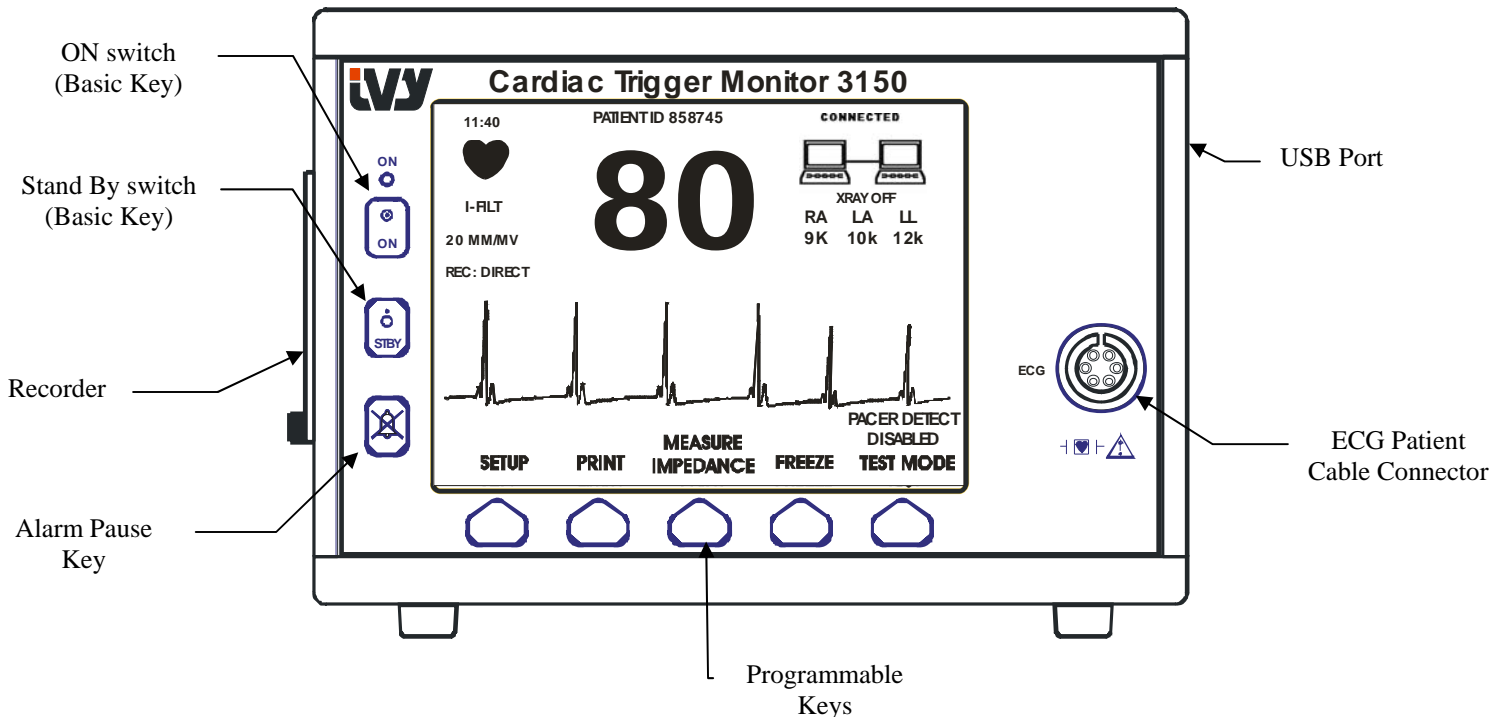 ON switch
(Basic Key)
Stand By switch
(Basic Key)
Recorder
Alarm Pause
Key
ivy
Cardiac Trigger Monitor 3150
11:40
PATIENT ID 858745
CONNECTED
80
I-FILT
20 MM/MV
REC: DIRECT
XRAY OFF
RA LA LL
9K 10k 12k
ON
ON
STBY
PACER DETECT
DISABLED
SETUP
PRINT
MEASURE
IMPEDANCE
FREEZE
TEST MODE
ECG
USB Port
ECG Patient
Cable Connector
Programmable
Keys